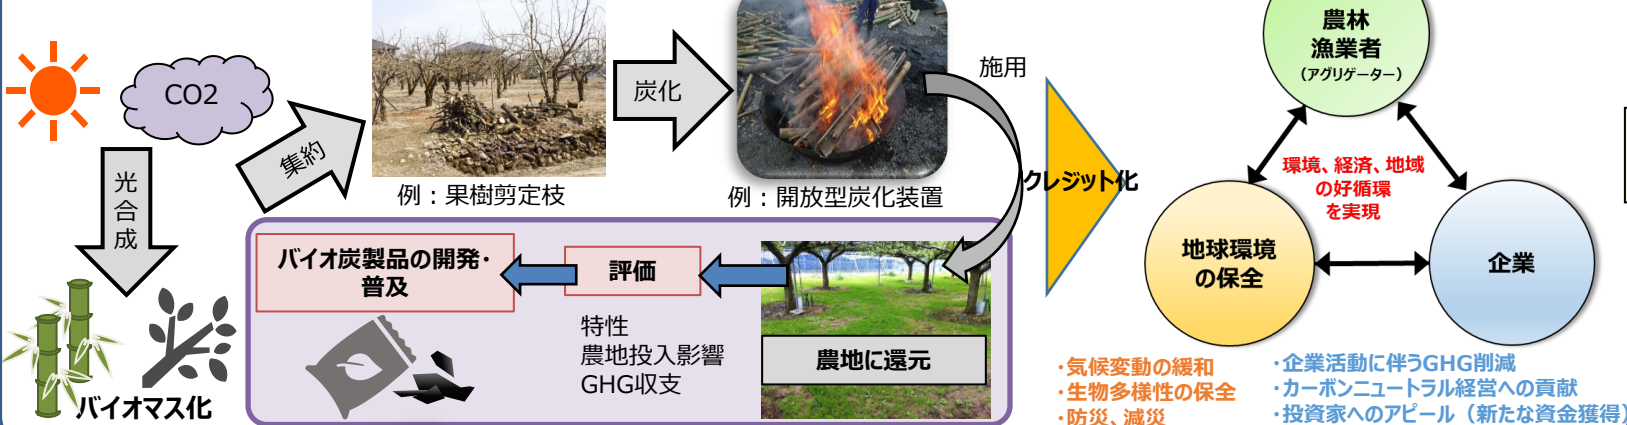 CO2
光
合
成
バイオマス化
集約
例：果樹剪定枝
炭化
例：開放型炭化装置
施用
農地に還元
評価
特性
農地投入影響
GHG収支
バイオ炭製品の開発・
普及
クレジット化
農林
漁業者
（アグリゲーター）
環境、経済、地域
の好循環
を実現
地球環境
の保全
企業
・気候変動の緩和
・生物多様性の保全
・防災、減災
・企業活動に伴うGHG削減
・カーボンニュートラル経営への貢献
・投資家へのアピール（新たな資金獲得）